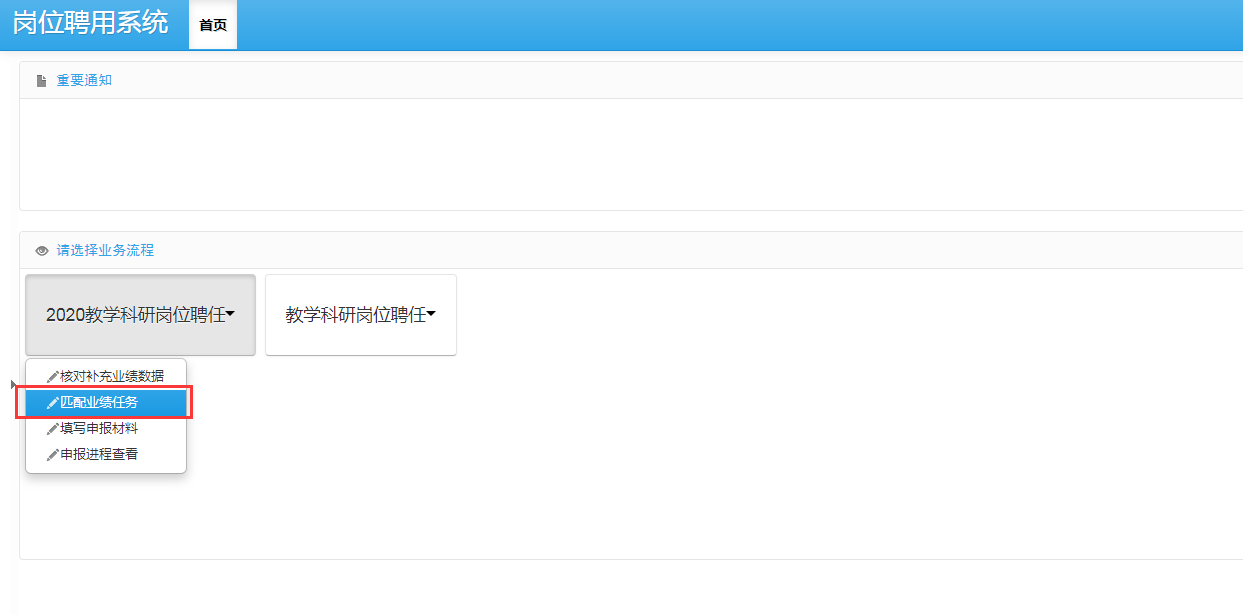 岗位聘用系统 首页
重要通知
请选择业务流程
2020教学科研岗位聘任 教学科研岗位聘任
核对补充业绩数据
匹配业绩任务
填写申报材料
申报进程查看